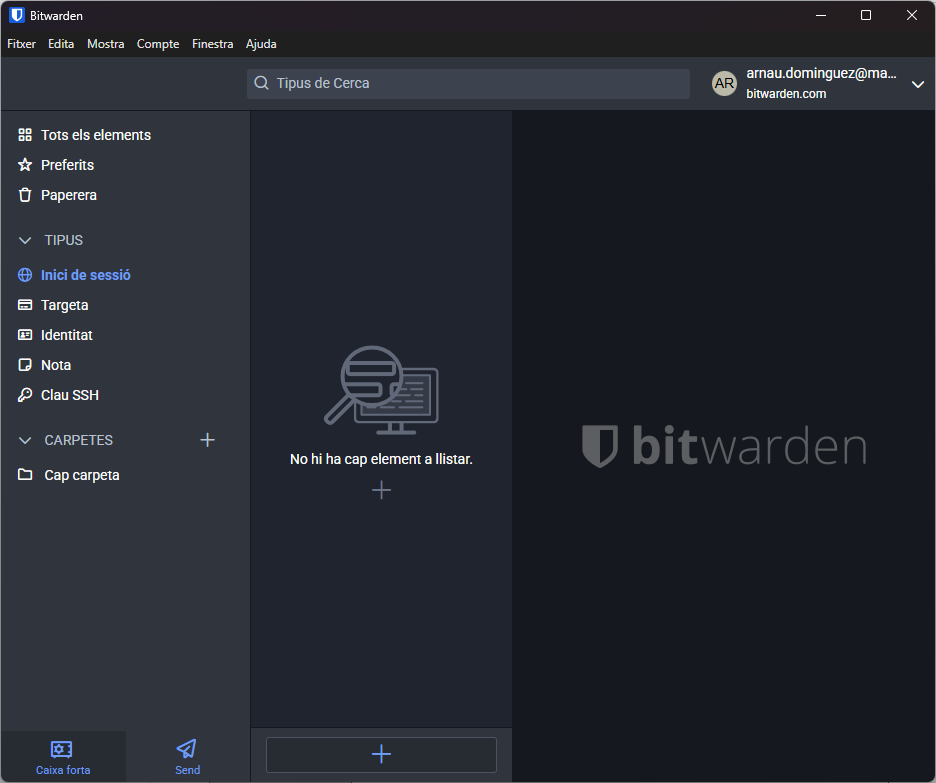 Bitwarden
Fitxer Edita Mostra Compte Finestra Ajuda
Tipus de Cerca
AR
arnau.dominguez@ma...
bitwarden.com
Tots els elements
Preferits
Paperera
TIPUS
Inici de sessió
Targeta
Identitat
Nota
Clau SSH
CARPETES
Cap carpeta
No hi ha cap element a llistar.
bitwarden
Caixa forta
Send